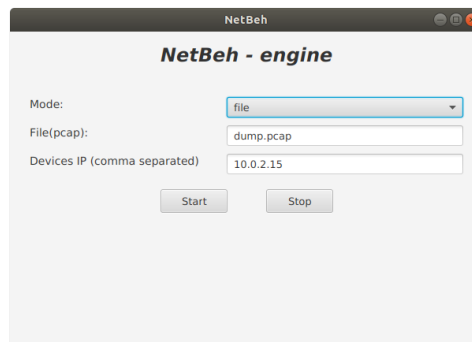 NetBeh
NetBeh - engine
Mode: file
File(pcap): dump.pcap
Devices IP (comma separated) 10.0.2.15
Start Stop